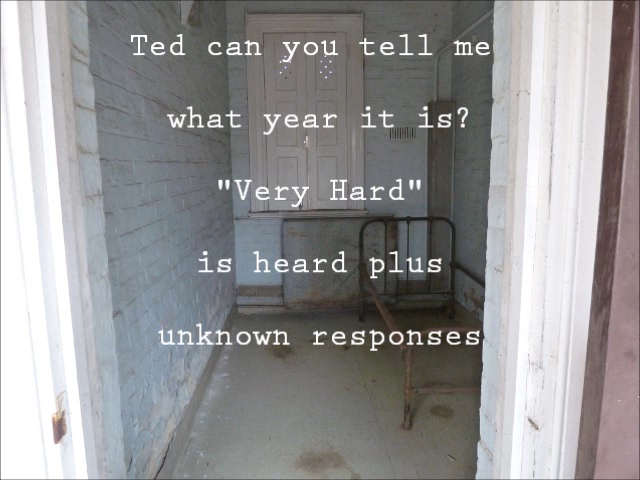 Ted can you tell me
what year it is?
"Very Hard"
is heard plus
unknown responses